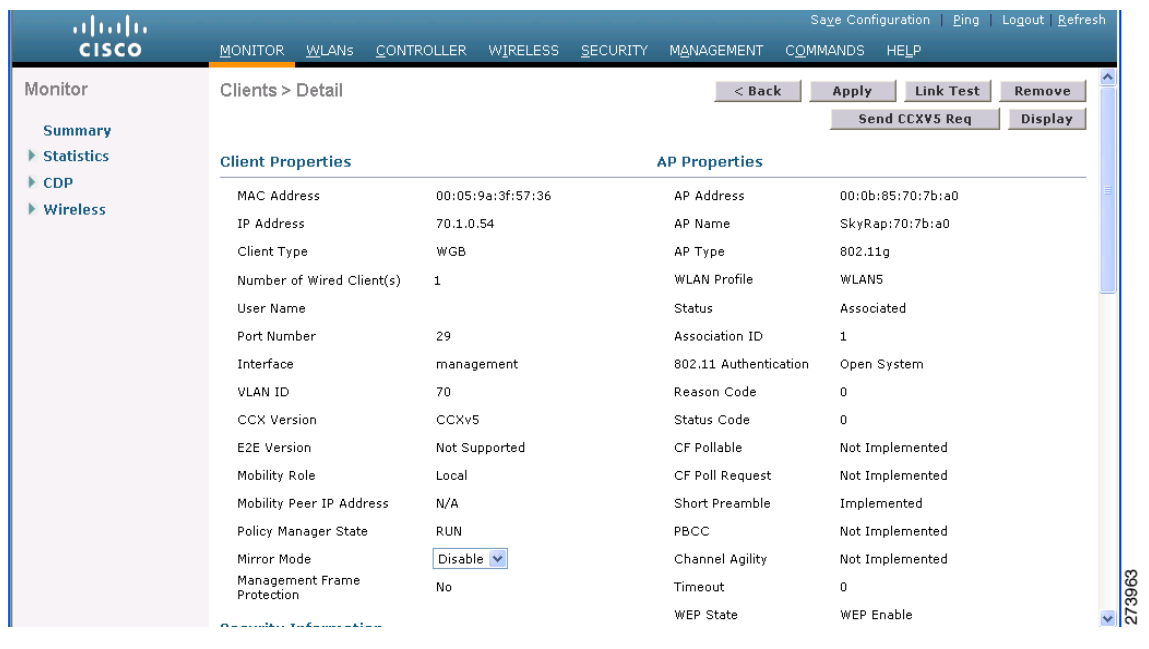 Save Configuration | Ping | Logout | Refresh
CISCO
MONITOR WLANs CONTROLLER WIRELESS SECURITY MANAGEMENT COMMANDS HELP
Monitor
Summary
Statistics
CDP
Wireless
Clients > Detail
< Back Apply Link Test Remove
Send CCXV5 Req Display
Client Properties
MAC Address 00:05:9a:3f:57:36
IP Address 70.1.0.54
Client Type WGB
Number of Wired Client(s) 1
User Name
Port Number 29
Interface management
VLAN ID 70
CCX Version CCXv5
E2E Version Not Supported
Mobility Role Local
Mobility Peer IP Address N/A
Policy Manager State RUN
Mirror Mode Disable
Management Frame
Protection No
Security Information
AP Properties
AP Address 00:0b:85:70:7b:a0
AP Name SkyRap:70:7b:a0
AP Type 802.11g
WLAN Profile WLAN5
Status Associated
Association ID 1
802.11 Authentication Open System
Reason Code 0
Status Code 0
CF Pollable Not Implemented
CF Poll Request Not Implemented
Short Preamble Implemented
PBCC Not Implemented
Channel Agility Not Implemented
Timeout 0
WEP State WEP Enable
273963